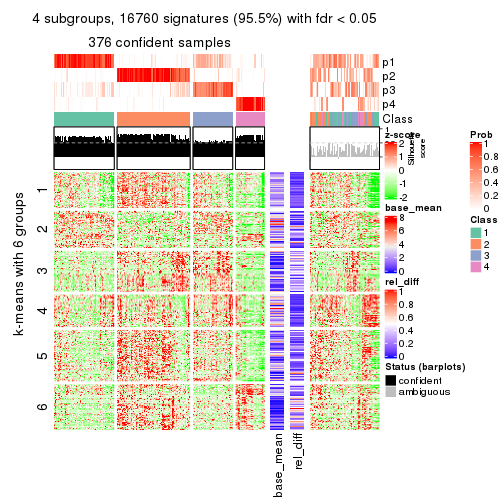 4 subgroups, 16760 signatures (95.5%) with fdr < 0.05
376 confident samples
p1
p2
p3
p4
Class
1
Silhouette
score
k-means with 6 groups
1
2
3
4
5
6
base_mean
rel_diff
z-score
2
1
0
-1
-2
base_mean
8
6
4
2
0
rel_diff
1
0.8
0.6
0.4
0.2
0
Status (barplots)
confident
ambiguous
Prob
1
0.8
0.6
0.4
0.2
0
Class
1
2
3
4